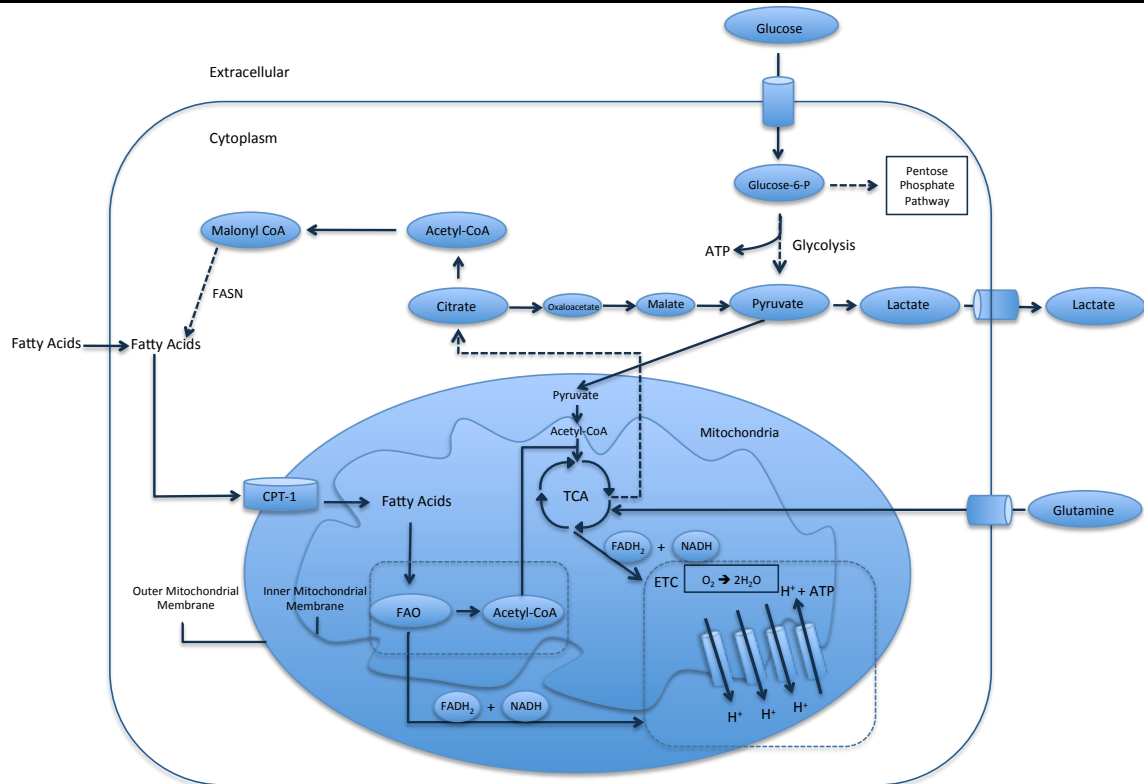 Glucose
Extracellular
Cytoplasm
Glucose-6-P
Pentose
Phosphate
Pathway
Malonyl CoA
Acetyl-CoA
ATP
Glycolysis
FASN
Citrate
Oxaloacetate
Malate
Pyruvate
Lactate
Lactate
Fatty Acids
Fatty Acids
Pyruvate
Acetyl-CoA
Mitochondria
CPT-1
Fatty Acids
TCA
Glutamine
FADH₂ + NADH
ETC
O₂ ➔ 2H₂O
H⁺ + ATP
Outer Mitochondrial
Membrane
Inner Mitochondrial
Membrane
FAO
Acetyl-CoA
FADH₂ + NADH
H⁺
H⁺
H⁺